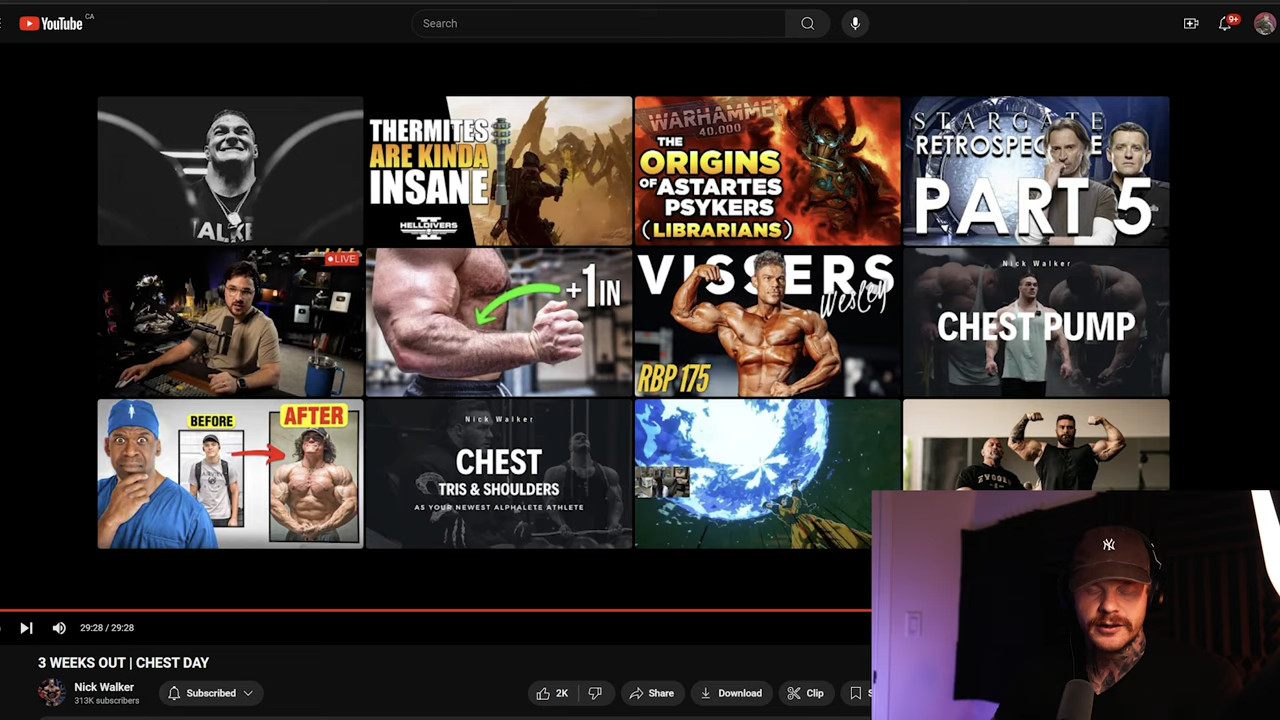 YouTube CA
Search
9+
ALKE
THERMITES
ARE KINDA
INSANE
HELLDIVERS
II
WARHAMMER
40.000
THE
ORIGINS
OF ASTARTES
PSYKERS
(LIBRARIANS)
STARGATE
RETROSPECTIVE
PART 5
LIVE
+1IN
VISSERS
Wesley
RBP 175
Nick Walker
CHEST PUMP
BEFORE
AFTER
Nick Walker
CHEST
TRIS & SHOULDERS
AS YOUR NEWEST ALPHALETE ATHLETE
NY
29:28 / 29:28
3 WEEKS OUT | CHEST DAY
Nick Walker
313K subscribers
Subscribed
2K
Share
Download
Clip
S